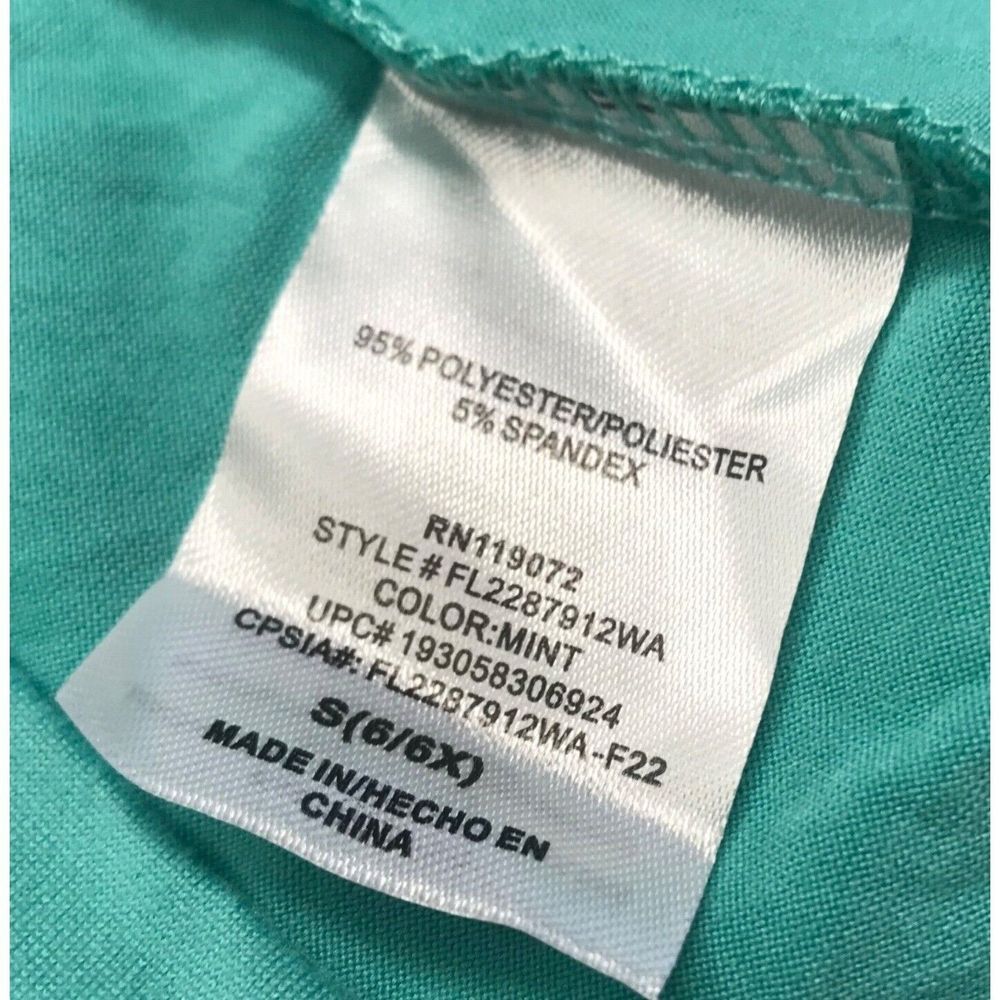 95% POLYESTER/POLIESTER
5% SPANDEX
RN119072
STYLE # FL2287912WA
COLOR:MINT
UPC# 193058306924
CPSIA#: FL2287912WA-F22
S(6/6X)
MADE IN/HECHO EN
CHINA